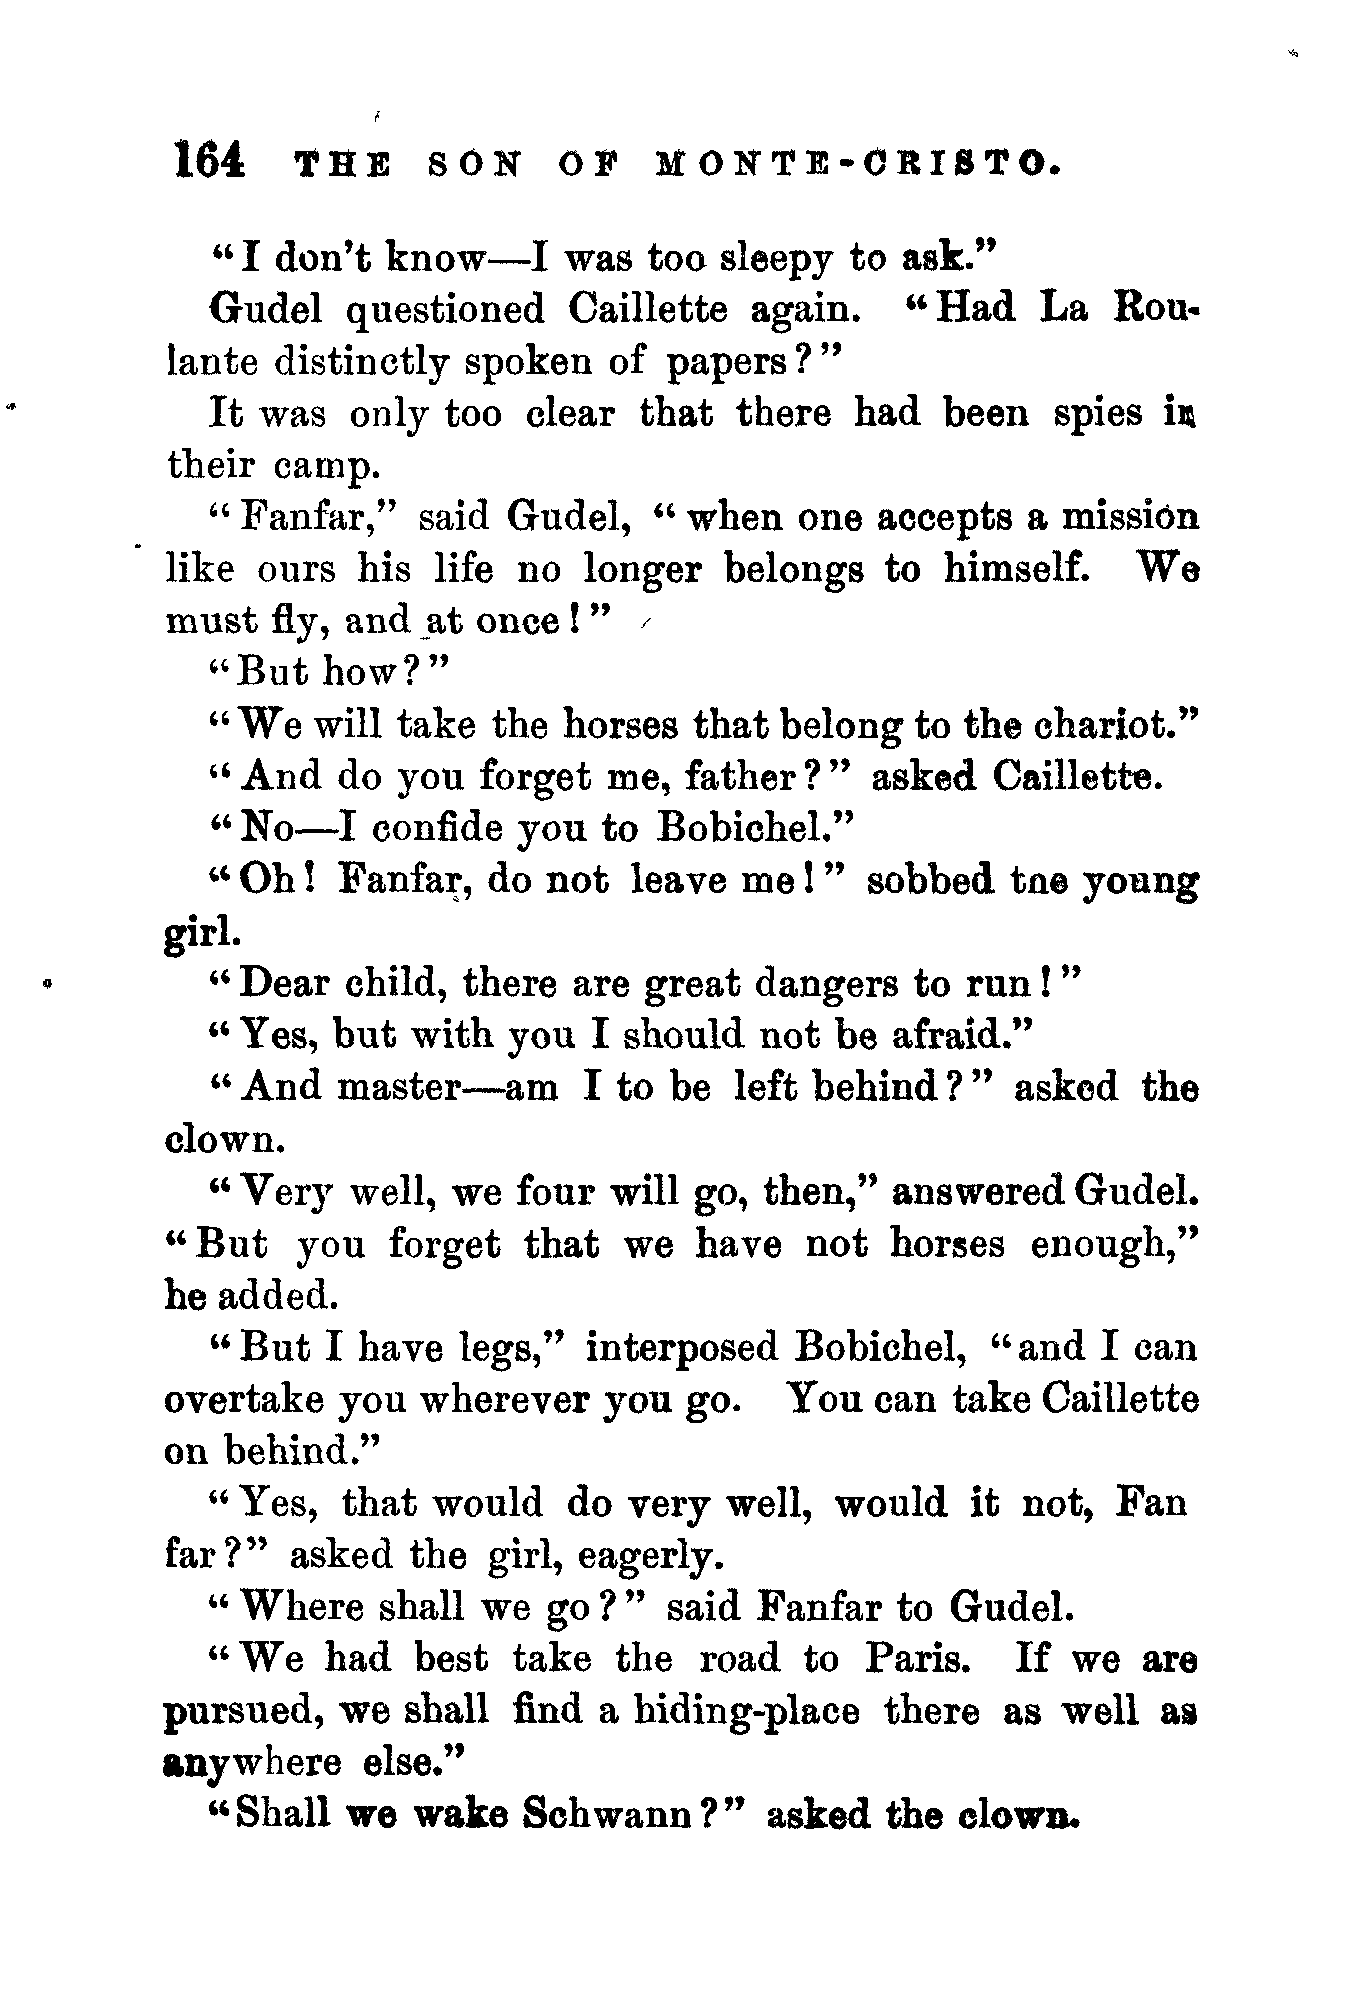 164 THE SON OF MONTE-CRISTO.
“I don’t know—I was too sleepy to ask.”
Gudel questioned Caillette again. “Had La Rou-
lante distinctly spoken of papers?”
It was only too clear that there had been spies in
their camp.
“Fanfar,” said Gudel, “when one accepts a mission
like ours his life no longer belongs to himself. We
must fly, and at once!”
“But how?”
“We will take the horses that belong to the chariot.”
“And do you forget me, father?” asked Caillette.
“No—I confide you to Bobichel.”
“Oh! Fanfar, do not leave me!” sobbed the young
girl.
“Dear child, there are great dangers to run!”
“Yes, but with you I should not be afraid.”
“And master—am I to be left behind?” asked the
clown.
“Very well, we four will go, then,” answered Gudel.
“But you forget that we have not horses enough,”
he added.
“But I have legs,” interposed Bobichel, “and I can
overtake you wherever you go. You can take Caillette
on behind.”
“Yes, that would do very well, would it not, Fan
far?” asked the girl, eagerly.
“Where shall we go?” said Fanfar to Gudel.
“We had best take the road to Paris. If we are
pursued, we shall find a hiding-place there as well as
anywhere else.”
“Shall we wake Schwann?” asked the clown.